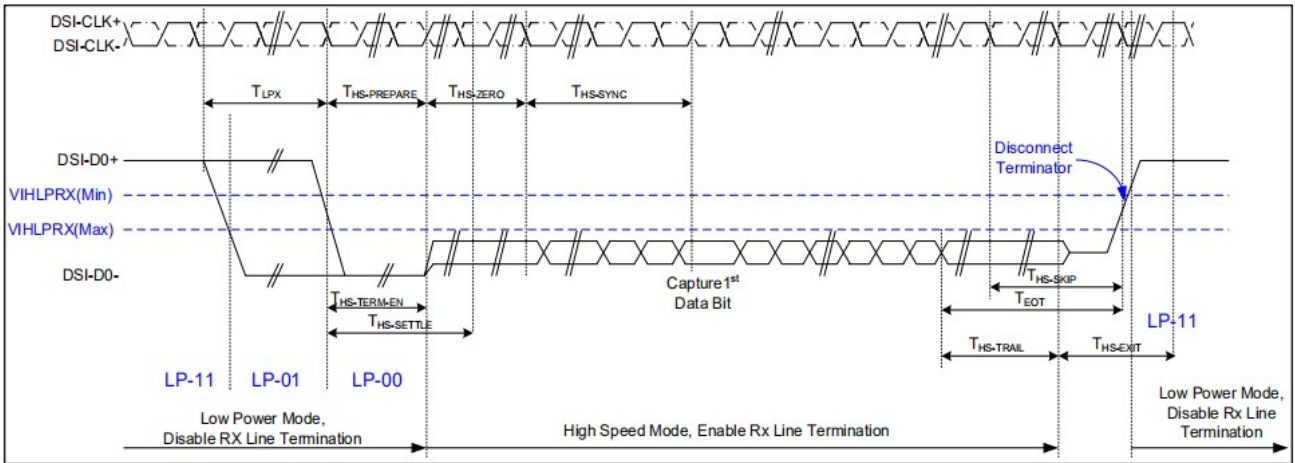 DSI-CLK+
DSI-CLK-
TLPX
THS-PREPARE
THS-ZERO
THS-SYNC
DSI-D0+
Disconnect
Terminator
VIHLPRX(Min)
VIHLPRX(Max)
DSI-D0-
Capture1st
Data Bit
THS-SKIP
THS-TERM-EN
TEOT
THS-SETTLE
LP-11
THS-TRAIL
THS-EXIT
LP-11
LP-01
LP-00
Low Power Mode,
Disable RX Line Termination
High Speed Mode, Enable Rx Line Termination
Low Power Mode,
Disable Rx Line
Termination